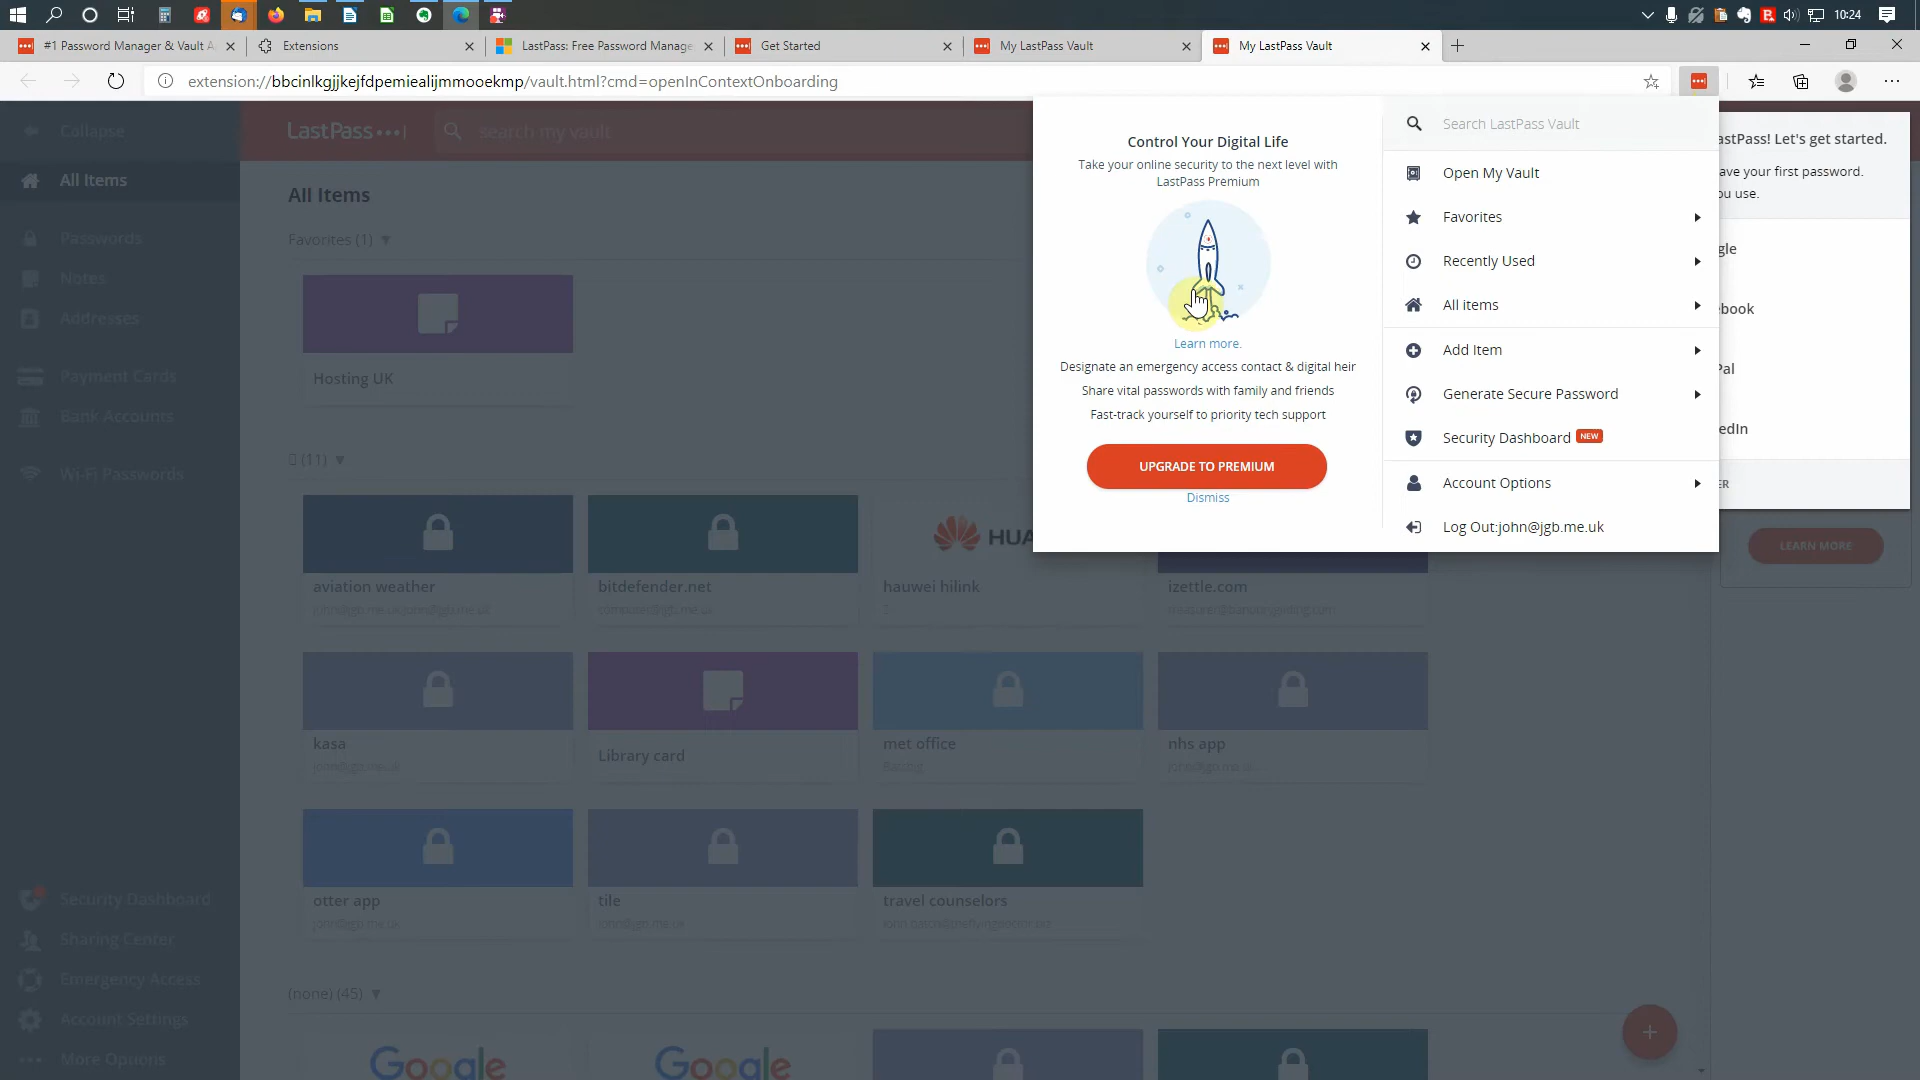 10:24
#1 Password Manager & Vault A
Extensions
LastPass: Free Password Manage
Get Started
My LastPass Vault
My LastPass Vault
extension://bbcinlkgjjkejfdpemiealijmmooekmp/vault.html?cmd=openInContextOnboarding
Collapse
LastPass
search my vault
All Items
Passwords
Notes
Addresses
Payment Cards
Bank Accounts
Wi-Fi Passwords
Security Dashboard
Sharing Center
Emergency Access
Account Settings
More Options
All Items
Favorites (1)
Hosting UK
(11)
aviation weather
john@jgb.me.uk,john@jgb.me.uk
bitdefender.net
computer@jgb.me.uk
HUA
hauwei hilink
izettle.com
kasa
john@jgb.me.uk
Library card
met office
nhs app
john@jgb.me.uk
otter app
john@jgb.me.uk
tile
john@jgb.me.uk
travel counselors
(none) (45)
Google
Google
Control Your Digital Life
Take your online security to the next level with
LastPass Premium
Learn more.
Designate an emergency access contact & digital heir
Share vital passwords with family and friends
Fast-track yourself to priority tech support
UPGRADE TO PREMIUM
Dismiss
Search LastPass Vault
Open My Vault
Favorites
Recently Used
All items
Add Item
Generate Secure Password
Security Dashboard NEW
Account Options
Log Out:john@jgb.me.uk
astPass! Let's get started.
ave your first password.
ou use.
gle
book
Pal
edIn
ER
LEARN MORE